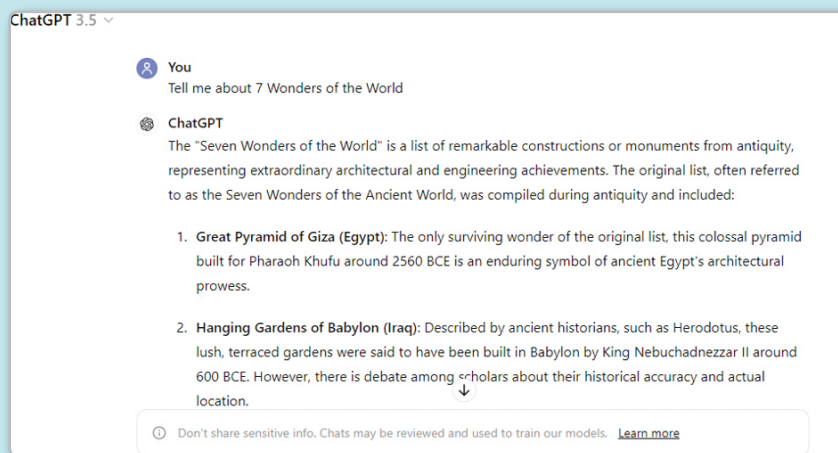 ChatGPT 3.5
You
Tell me about 7 Wonders of the World
ChatGPT
The "Seven Wonders of the World" is a list of remarkable constructions or monuments from antiquity,
representing extraordinary architectural and engineering achievements. The original list, often referred
to as the Seven Wonders of the Ancient World, was compiled during antiquity and included:
1. Great Pyramid of Giza (Egypt): The only surviving wonder of the original list, this colossal pyramid
built for Pharaoh Khufu around 2560 BCE is an enduring symbol of ancient Egypt's architectural
prowess.
2. Hanging Gardens of Babylon (Iraq): Described by ancient historians, such as Herodotus, these
lush, terraced gardens were said to have been built in Babylon by King Nebuchadnezzar II around
600 BCE. However, there is debate among scholars about their historical accuracy and actual
location.
Don't share sensitive info. Chats may be reviewed and used to train our models. Learn more